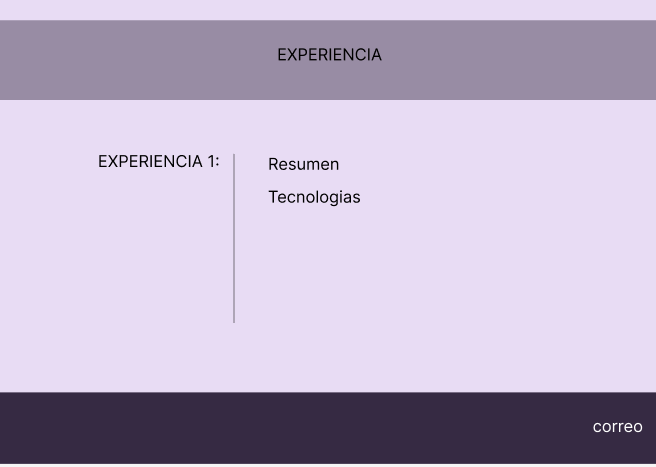 EXPERIENCIA
EXPERIENCIA 1:
Resumen
Tecnologias
correo